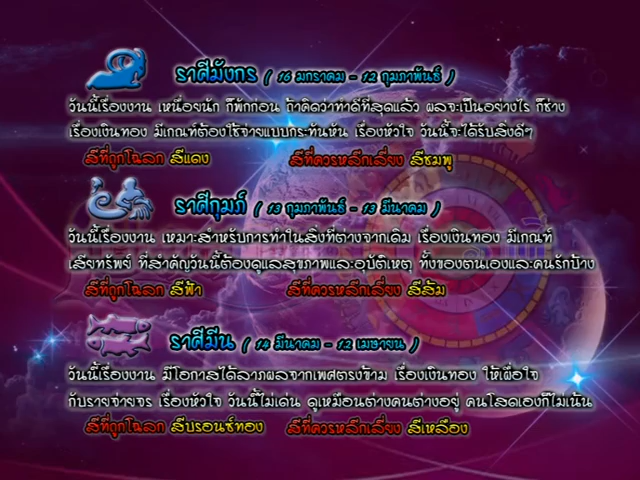 ราศีมังกร ( 16 มกราคม - 12 กุมภาพันธ์ )
วันนี้เรื่องงาน เหนื่อยนัก ก็พักก่อน ถ้าคิดว่าทำดีที่สุดแล้ว ผลจะเป็นอย่างไร ก็ช่าง
เรื่องเงินทอง มีเกณฑ์ต้องใช้จ่ายแบบกระทันหัน เรื่องหัวใจ วันนี้จะได้รับสิ่งดีๆ
สีที่ถูกโฉลก สีแดง สีที่ควรหลีกเลี่ยง สีชมพู
ราศีกุมภ์ ( 13 กุมภาพันธ์ - 13 มีนาคม )
วันนี้เรื่องงาน เหมาะสำหรับการทำในสิ่งที่ต่างจากเดิม เรื่องเงินทอง มีเกณฑ์
เสียทรัพย์ ที่สำคัญวันนี้ต้องดูแลสุขภาพและอุบัติเหตุ ทั้งของตนเองและคนรักบ้าง
สีที่ถูกโฉลก สีฟ้า สีที่ควรหลีกเลี่ยง สีส้ม
ราศีมีน ( 14 มีนาคม - 12 เมษายน )
วันนี้เรื่องงาน มีโอกาสได้ลาภผลจากเพศตรงข้าม เรื่องเงินทอง ให้เผื่อใจ
กับรายจ่ายจร เรื่องหัวใจ วันนี้ไม่เด่น ดูเหมือนต่างคนต่างอยู่ คนโสดเองก็ไม่เน้น
สีที่ถูกโฉลก สีบรอนซ์ทอง สีที่ควรหลีกเลี่ยง สีเหลือง